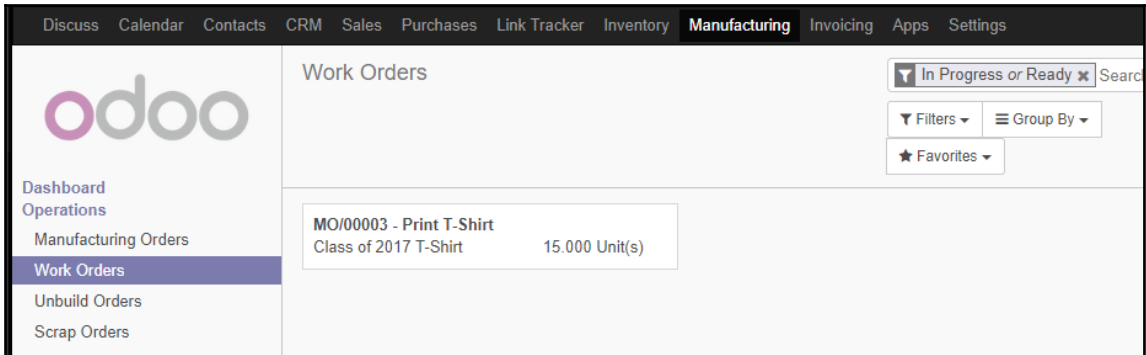 Discuss Calendar Contacts CRM Sales Purchases Link Tracker Inventory Manufacturing Invoicing Apps Settings
odoo
Work Orders
In Progress or Ready × Search
Filters
Group By
Favorites
Dashboard
Operations
Manufacturing Orders
Work Orders
Unbuild Orders
Scrap Orders
MO/00003 - Print T-Shirt
Class of 2017 T-Shirt 15.000 Unit(s)